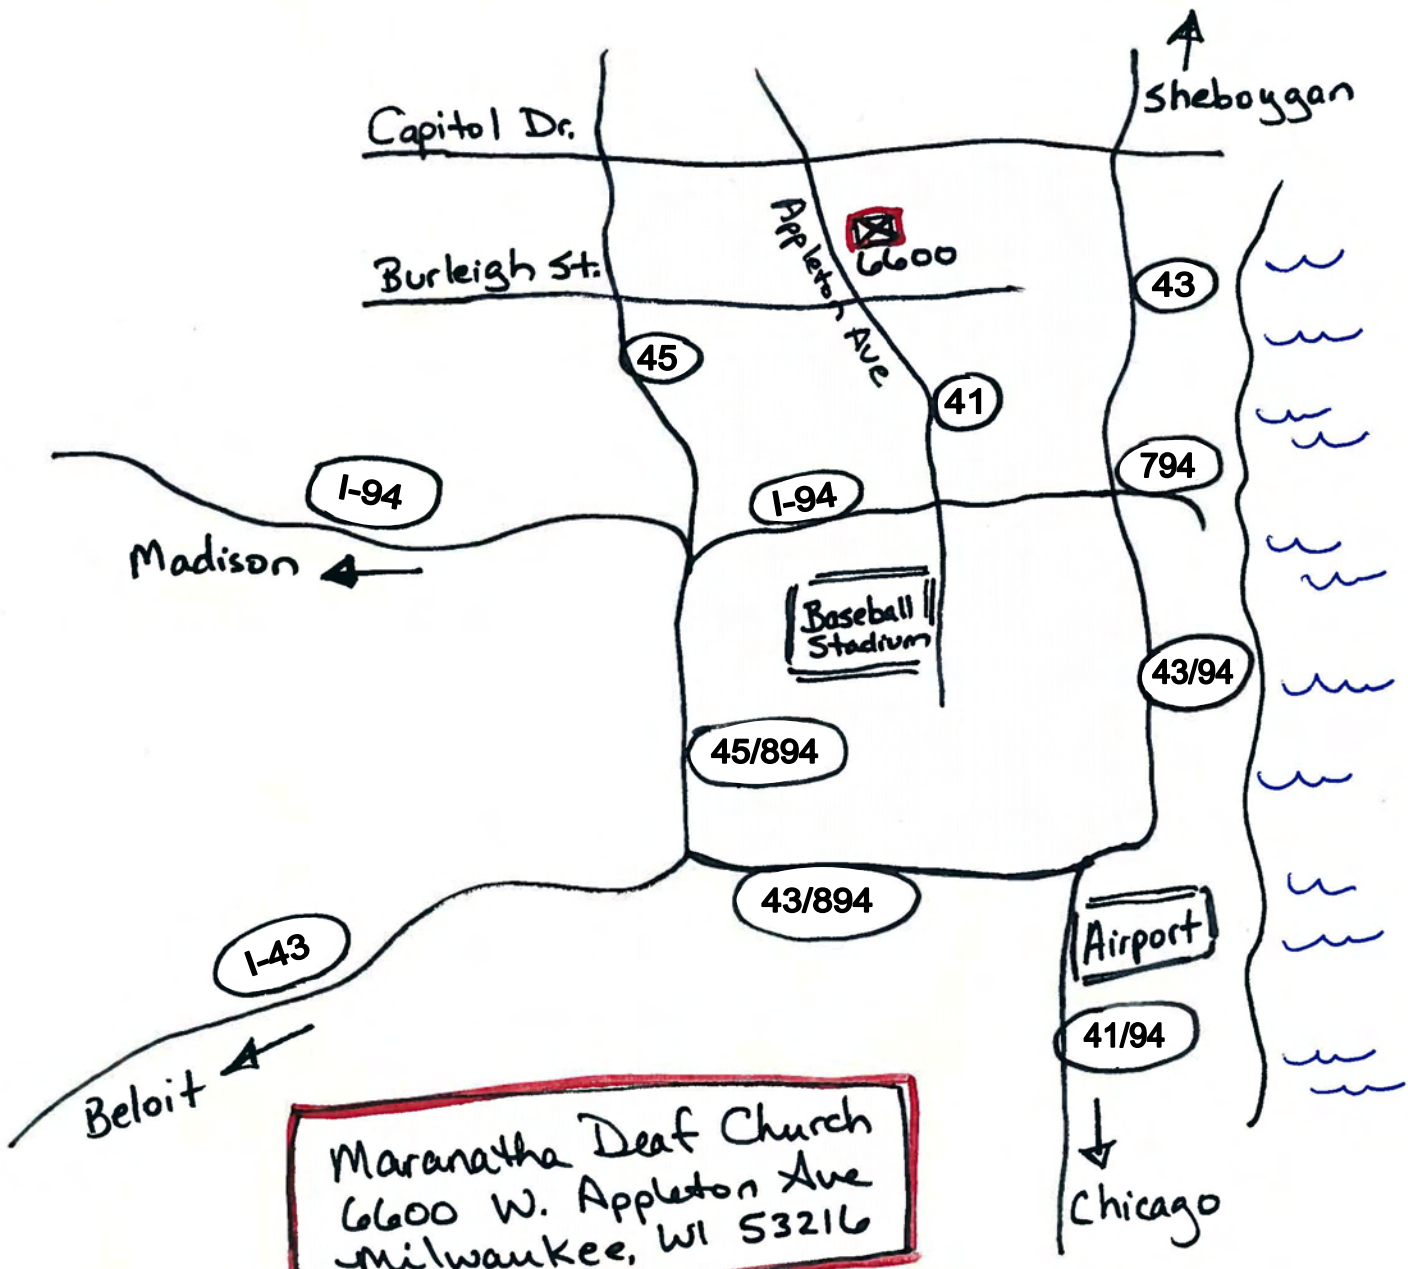 Sheboygan
Capitol Dr.
Appleton Ave
6600
Burleigh St.
43
45
41
794
I-94
I-94
Madison
Baseball
Stadium
43/94
45/894
43/894
I-43
Airport
41/94
Beloit
Chicago
Maranatha Deaf Church
6600 W. Appleton Ave
Milwaukee, WI 53216